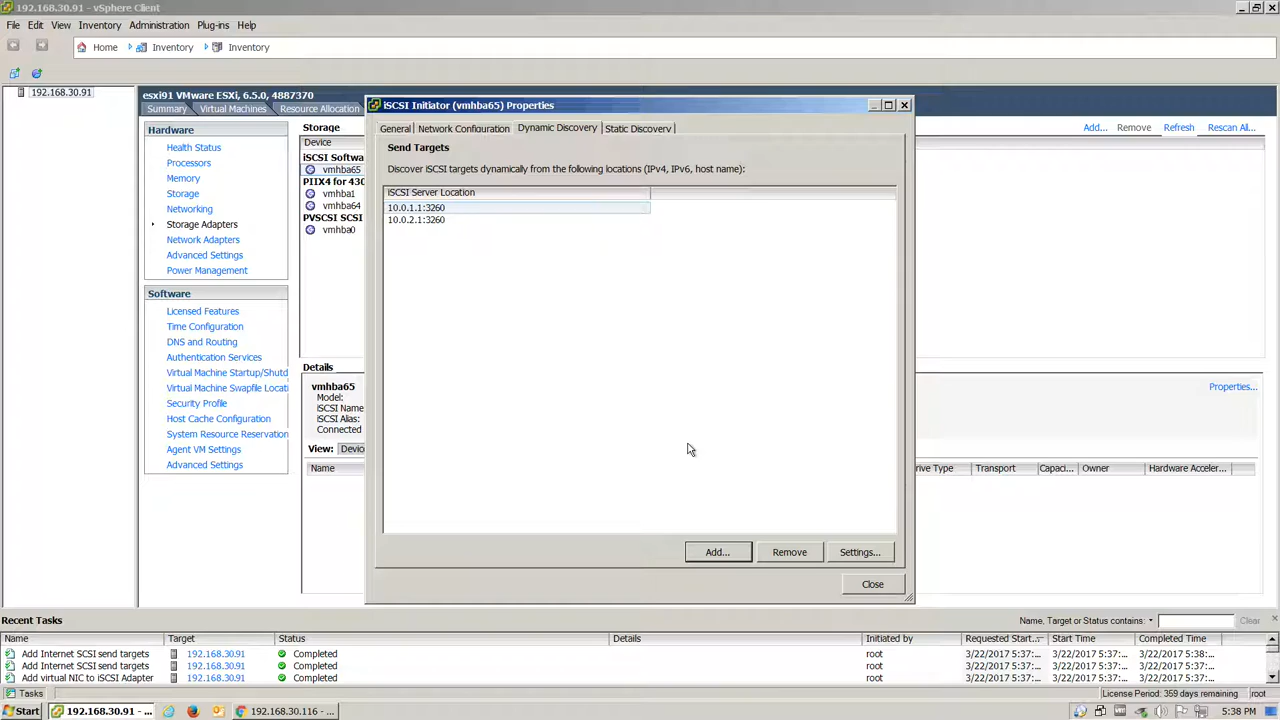 192.168.30.91 - vSphere Client
File Edit View Inventory Administration Plug-ins Help
Home Inventory Inventory
192.168.30.91
esxi91 VMware ESXi, 6.5.0, 4887370
Summary Virtual Machines Resource Allocation
Hardware
Health Status
Processors
Memory
Storage
Networking
Storage Adapters
Network Adapters
Advanced Settings
Power Management
Software
Licensed Features
Time Configuration
DNS and Routing
Authentication Services
Virtual Machine Startup/Shutd
Virtual Machine Swapfile Locati
Security Profile
Host Cache Configuration
System Resource Reservation
Agent VM Settings
Advanced Settings
Storage
Add... Remove Refresh Rescan All...
Device
iSCSI Softwa
vmhba65
PIIX4 for 430
vmhba1
vmhba64
PVSCSI SCSI
vmhba0
Details
vmhba65
Properties...
Model:
iSCSI Name
iSCSI Alias:
Connected
View: Devic
Name rive Type Transport Capaci... Owner Hardware Acceler...
iSCSI Initiator (vmhba65) Properties
General Network Configuration Dynamic Discovery Static Discovery
Send Targets
Discover iSCSI targets dynamically from the following locations (IPv4, IPv6, host name):
iSCSI Server Location
10.0.1.1:3260
10.0.2.1:3260
Add... Remove Settings...
Close
Recent Tasks
Name, Target or Status contains: Clear
Name Target Status Details Initiated by Requested Start... Start Time Completed Time
Add Internet SCSI send targets 192.168.30.91 Completed root 3/22/2017 5:37:... 3/22/2017 5:37:... 3/22/2017 5:38:...
Add Internet SCSI send targets 192.168.30.91 Completed root 3/22/2017 5:37:... 3/22/2017 5:37:... 3/22/2017 5:37:...
Add virtual NIC to iSCSI Adapter 192.168.30.91 Completed root 3/22/2017 5:37:... 3/22/2017 5:37:... 3/22/2017 5:37:...
Tasks
License Period: 359 days remaining root
Start 192.168.30.91 - ... 192.168.30.116 - ... 5:38 PM